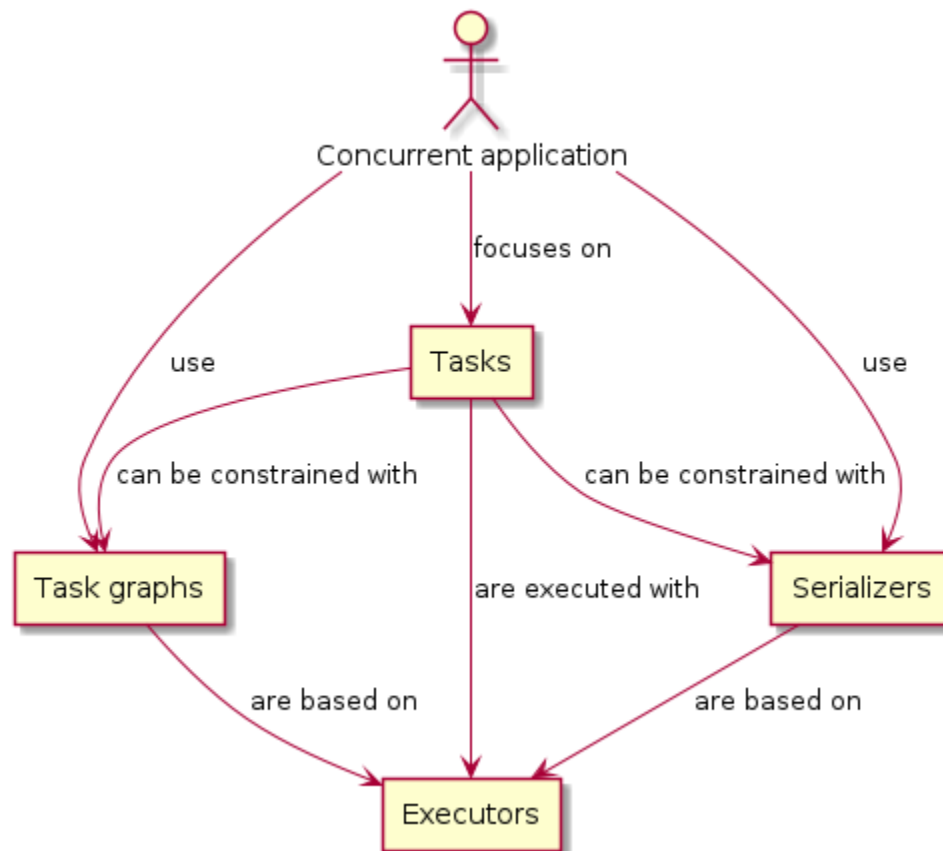 Concurrent application
focuses on
use
Tasks
use
can be constrained with
can be constrained with
Task graphs
are executed with
Serializers
are based on
are based on
Executors